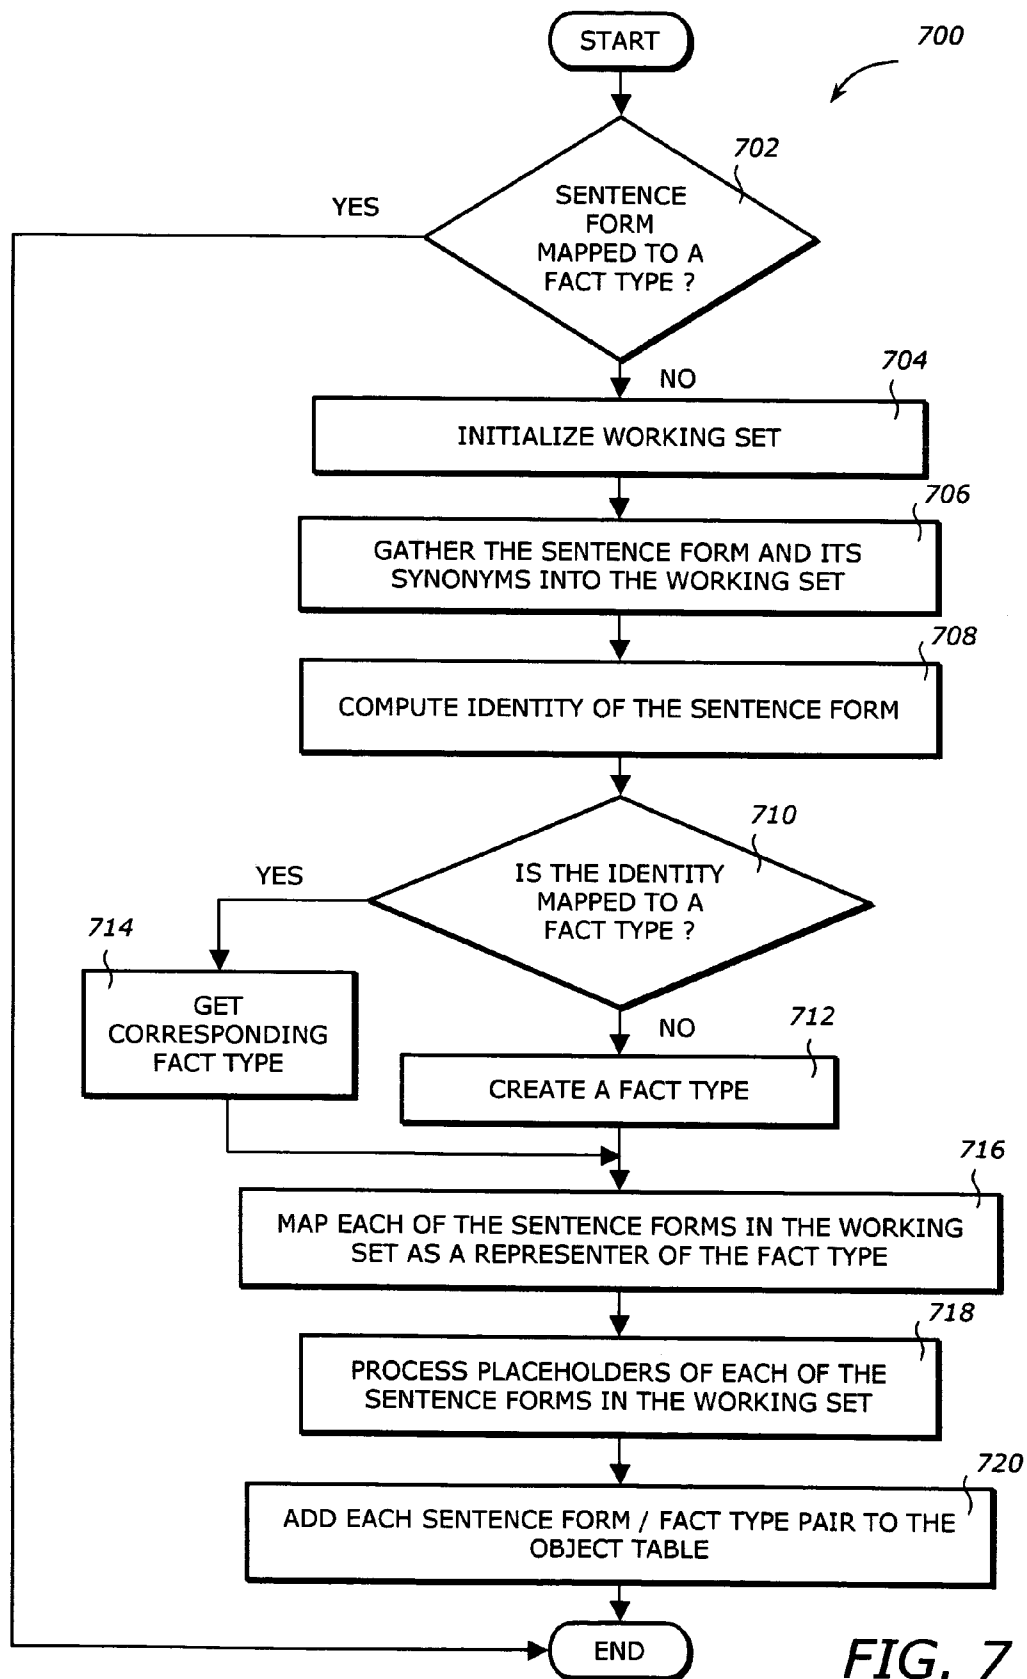 START
700
702
SENTENCE
FORM
MAPPED TO A
FACT TYPE ?
YES
NO
704
INITIALIZE WORKING SET
706
GATHER THE SENTENCE FORM AND ITS
SYNONYMS INTO THE WORKING SET
708
COMPUTE IDENTITY OF THE SENTENCE FORM
710
IS THE IDENTITY
MAPPED TO A
FACT TYPE ?
YES
714
GET
CORRESPONDING
FACT TYPE
NO
712
CREATE A FACT TYPE
716
MAP EACH OF THE SENTENCE FORMS IN THE WORKING
SET AS A REPRESENTER OF THE FACT TYPE
718
PROCESS PLACEHOLDERS OF EACH OF THE
SENTENCE FORMS IN THE WORKING SET
720
ADD EACH SENTENCE FORM / FACT TYPE PAIR TO THE
OBJECT TABLE
END
FIG. 7